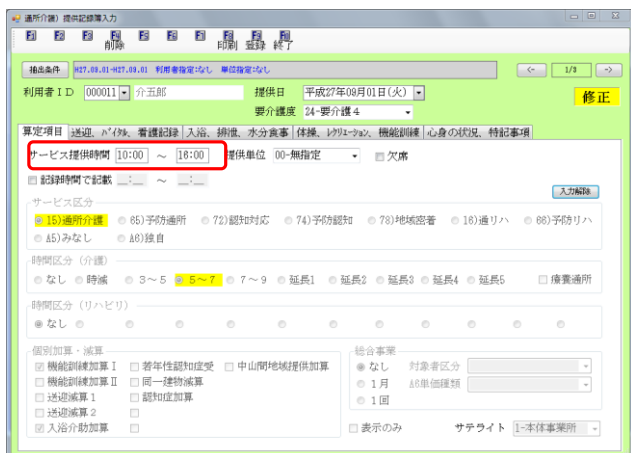 通所介護) 提供記録簿入力
F1 F2 F3 F4 F5 F6 F7 F8 F9 F10
削除 印刷 登録 終了
抽出条件 H27.09.01-H27.09.01 利用者指定:なし 単位指定:なし <- 1/3 ->
利用者ID 000011 介五郎 提供日 平成27年09月01日(火) 修正
要介護度 24-要介護4
算定項目 送迎、バイタル、看護記録 入浴、排泄、水分食事 体操、レクリエーション、機能訓練 心身の状況、特記事項
サービス提供時間 10:00 ~ 16:00 提供単位 00-無指定 欠席
記録時間で記載 __:__ ~ __:__ 入力解除
サービス区分
15)通所介護 65)予防通所 72)認知対応 74)予防認知 78)地域密着 16)通リハ 66)予防リハ
A5)みなし A6)独自
時間区分(介護)
なし 時減 3~5 5~7 7~9 延長1 延長2 延長3 延長4 延長5 療養通所
時間区分(リハビリ)
なし
個別加算・減算 総合事業
機能訓練加算Ⅰ 若年性認知症受 中山間地域提供加算 なし 対象者区分
機能訓練加算Ⅱ 同一建物減算 1月 A6単価種類
送迎減算1 認知症加算 1回
送迎減算2
入浴介助加算 表示のみ サテライト 1-本体事業所